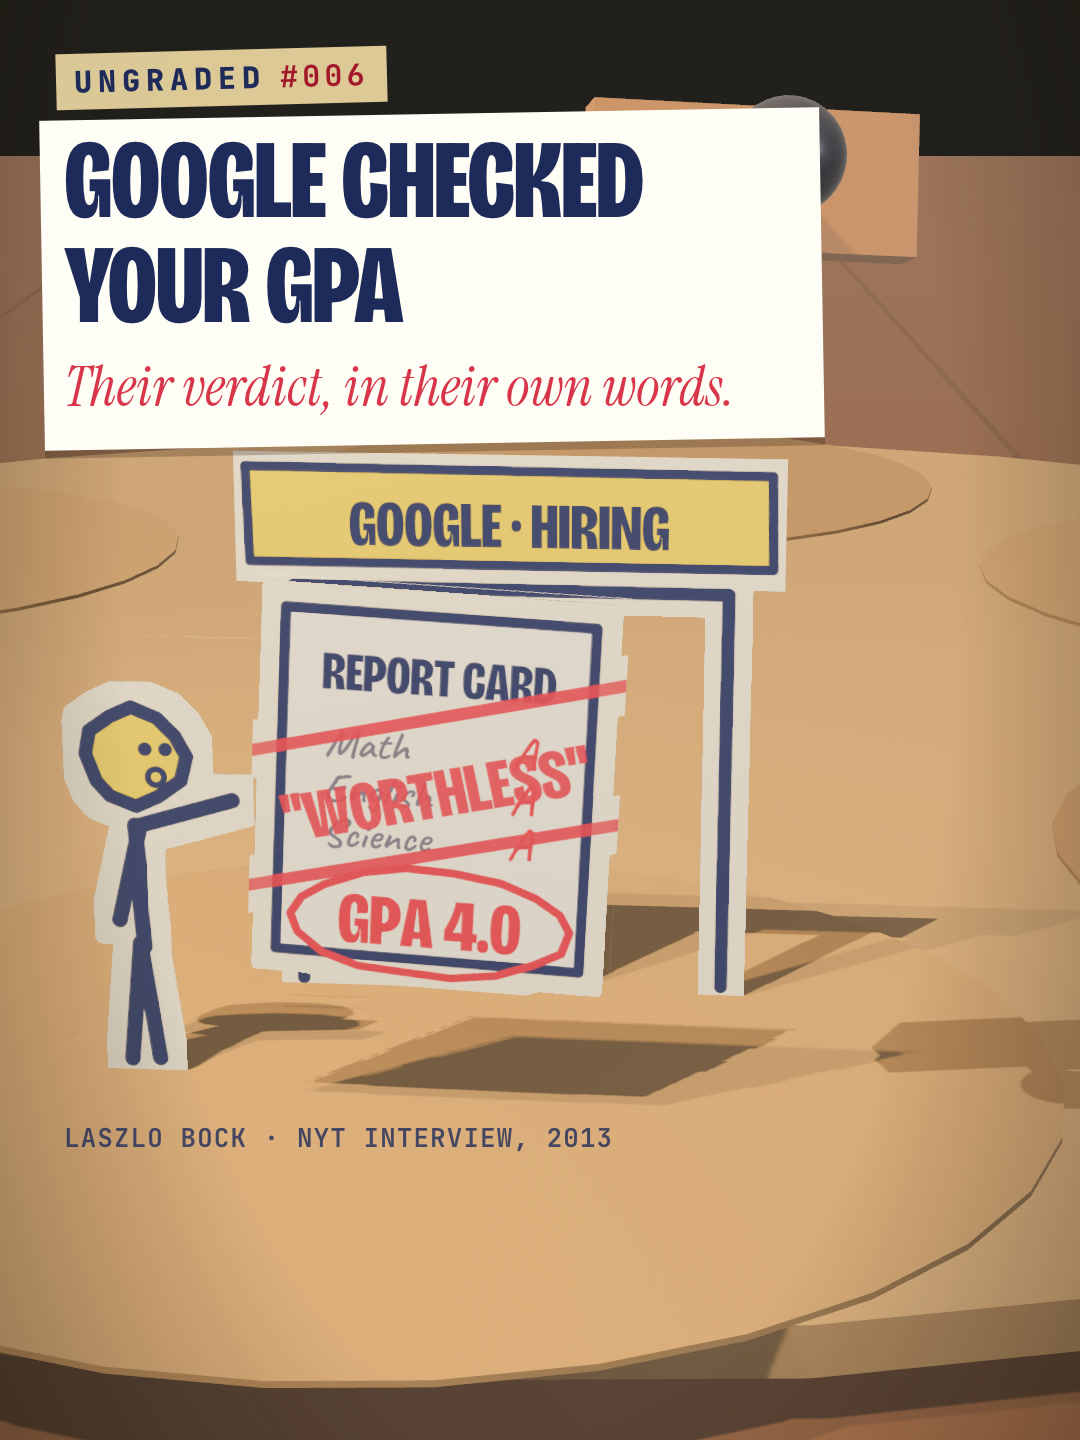 UNGRADED #006
GOOGLE CHECKED
YOUR GPA
Their verdict, in their own words.
GOOGLE · HIRING
REPORT CARD
Math A
"WORTHLESS"
English A
Science A
GPA 4.0
LASZLO BOCK · NYT INTERVIEW, 2013